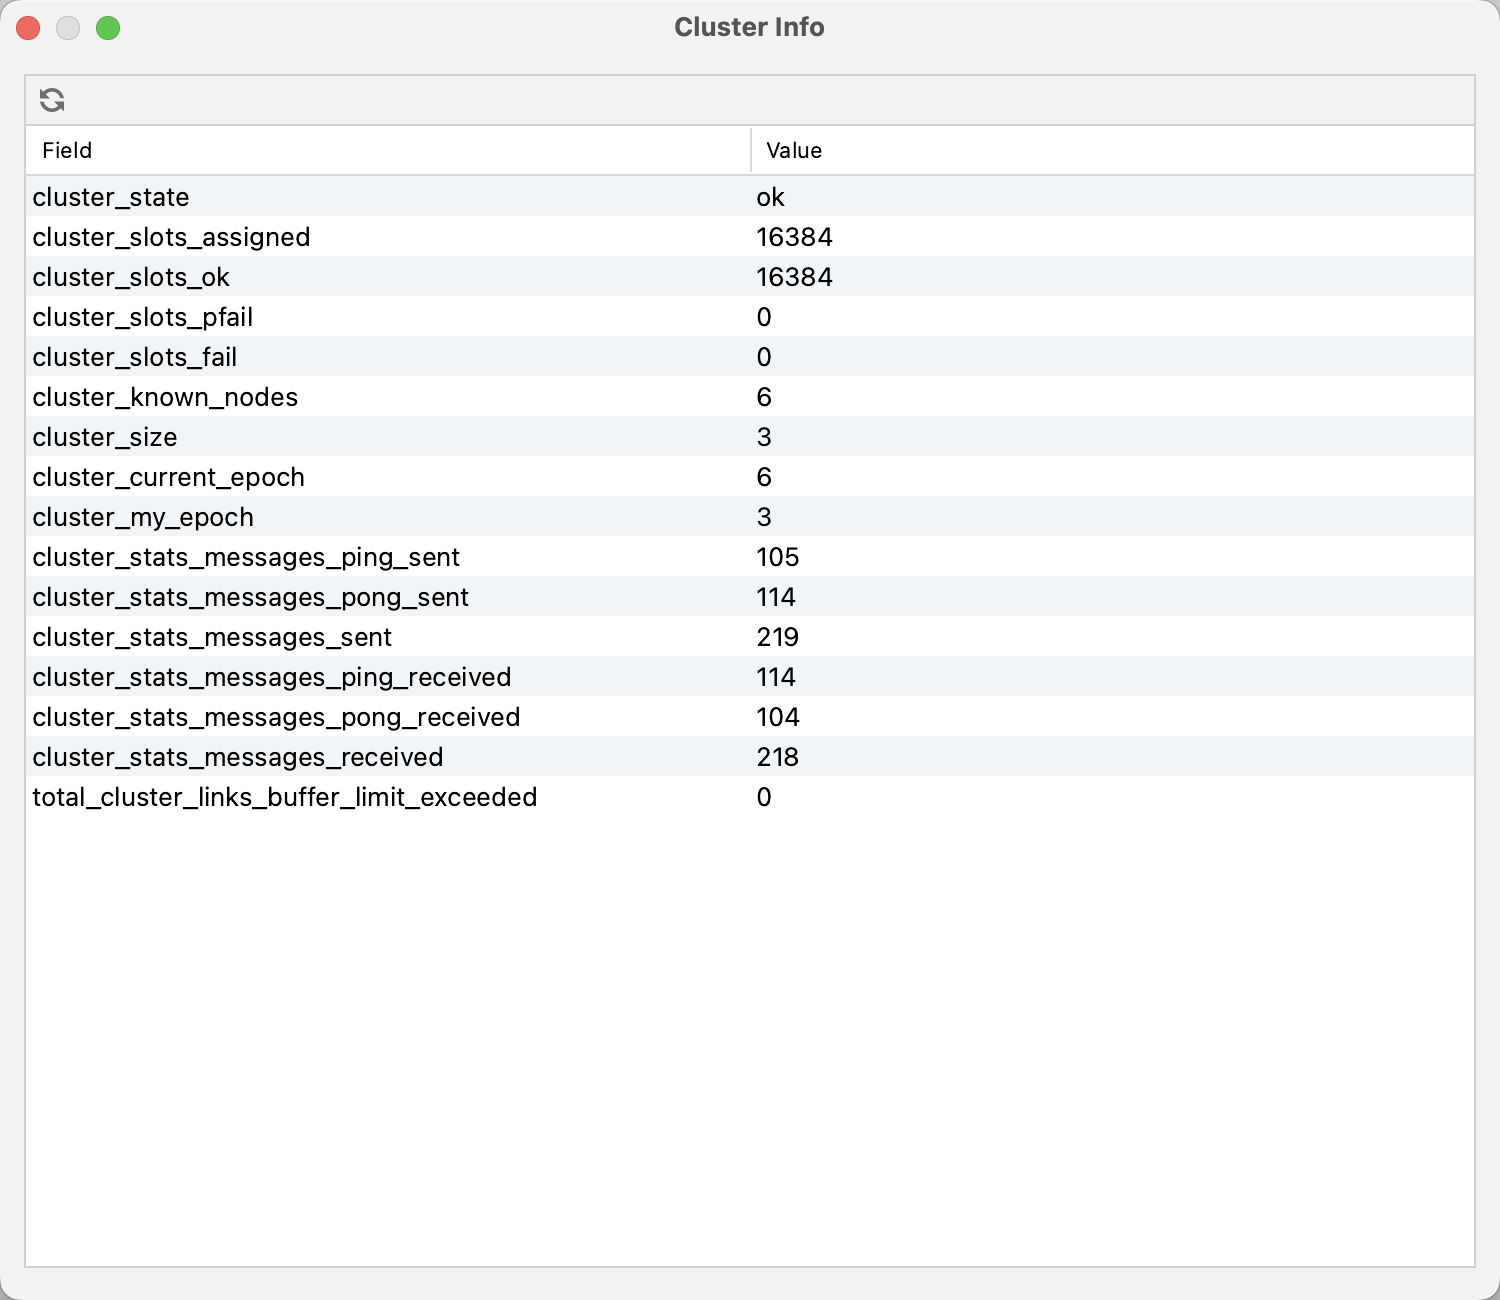 Cluster Info
Field Value
cluster_state ok
cluster_slots_assigned 16384
cluster_slots_ok 16384
cluster_slots_pfail 0
cluster_slots_fail 0
cluster_known_nodes 6
cluster_size 3
cluster_current_epoch 6
cluster_my_epoch 3
cluster_stats_messages_ping_sent 105
cluster_stats_messages_pong_sent 114
cluster_stats_messages_sent 219
cluster_stats_messages_ping_received 114
cluster_stats_messages_pong_received 104
cluster_stats_messages_received 218
total_cluster_links_buffer_limit_exceeded 0